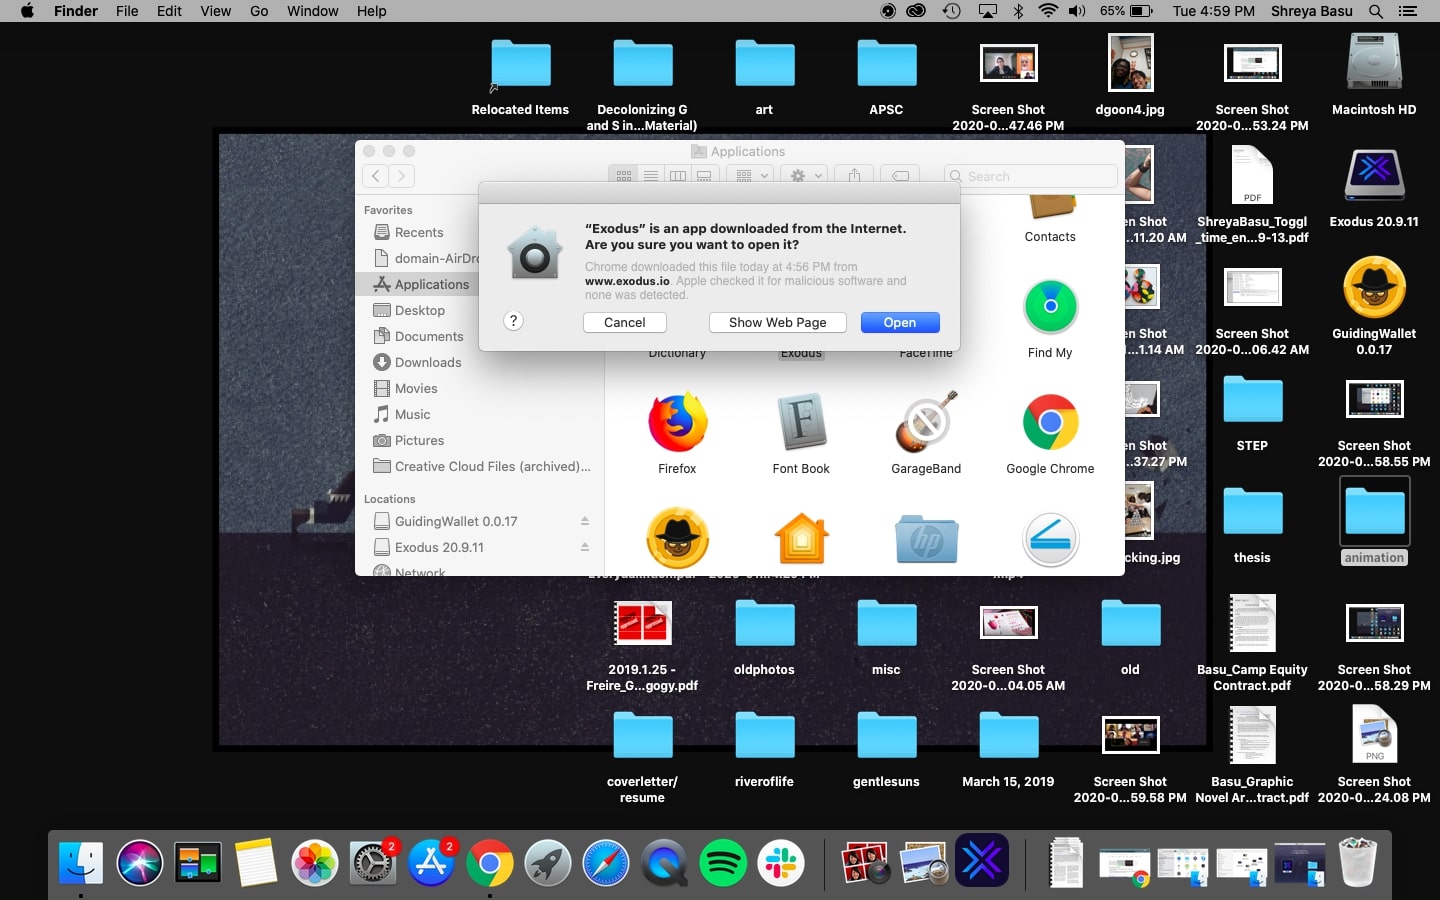 Finder File Edit View Go Window Help
65% Tue 4:59 PM Shreya Basu
Relocated Items
Decolonizing G
and S in...Material)
art
APSC
Screen Shot
2020-0...47.46 PM
dgoon4.jpg
Screen Shot
2020-0...53.24 PM
Macintosh HD
Applications
Search
Favorites
Recents
domain-AirDro
Applications
Desktop
Documents
Downloads
Movies
Music
Pictures
Creative Cloud Files (archived)...
Locations
GuidingWallet 0.0.17
Exodus 20.9.11
Network
“Exodus” is an app downloaded from the Internet.
Are you sure you want to open it?
Chrome downloaded this file today at 4:56 PM from
www.exodus.io. Apple checked it for malicious software and
none was detected.
?
Cancel
Show Web Page
Open
Contacts
Dictionary
Exodus
FaceTime
Find My
Firefox
Font Book
GarageBand
Google Chrome
hp
en Shot
...11.20 AM
PDF
ShreyaBasu_Toggl
_time_en...9-13.pdf
Exodus 20.9.11
en Shot
...1.14 AM
Screen Shot
2020-0...06.42 AM
GuidingWallet
0.0.17
en Shot
...37.27 PM
STEP
Screen Shot
2020-0...58.55 PM
cking.jpg
thesis
animation
2019.1.25 -
Freire_G...gogy.pdf
oldphotos
misc
Screen Shot
2020-0...04.05 AM
old
Basu_Camp Equity
Contract.pdf
Screen Shot
2020-0...58.29 PM
coverletter/
resume
riveroflife
gentlesuns
March 15, 2019
Screen Shot
2020-0...59.58 PM
Basu_Graphic
Novel Ar...tract.pdf
PNG
Screen Shot
2020-0...24.08 PM
2
2